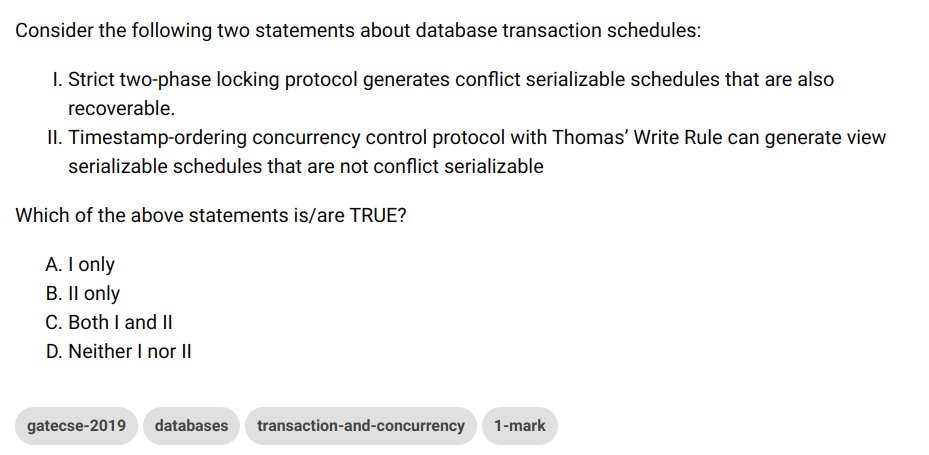 Consider the following two statements about database transaction schedules:
I. Strict two-phase locking protocol generates conflict serializable schedules that are also
recoverable.
II. Timestamp-ordering concurrency control protocol with Thomas’ Write Rule can generate view
serializable schedules that are not conflict serializable
Which of the above statements is/are TRUE?
A. I only
B. II only
C. Both I and II
D. Neither I nor II
gatecse-2019 databases transaction-and-concurrency 1-mark